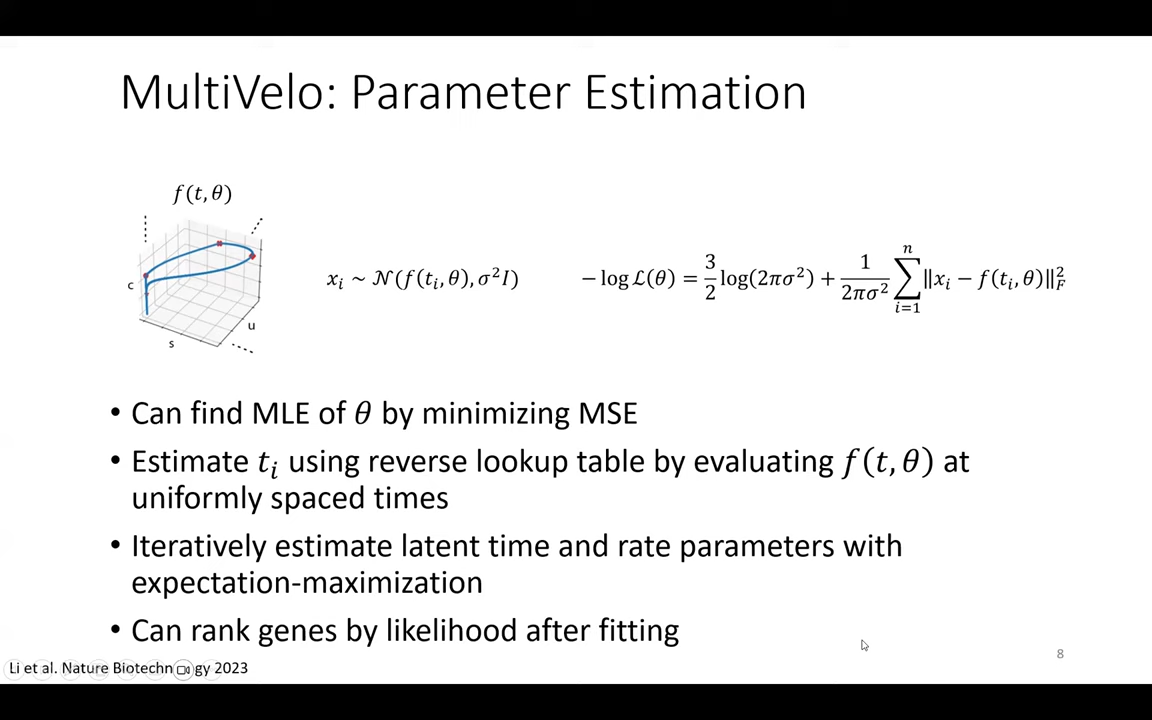 MultiVelo: Parameter Estimation
f(t, θ)
c
u
s
x_i ~ 𝒩(f(t_i, θ), σ²I)
−log ℒ(θ) = 3/2 log(2πσ²) + 1/(2πσ²) ∑_{i=1}^{n} ‖x_i − f(t_i, θ)‖_F^2
• Can find MLE of θ by minimizing MSE
• Estimate t_i using reverse lookup table by evaluating f(t, θ) at
uniformly spaced times
• Iteratively estimate latent time and rate parameters with
expectation-maximization
• Can rank genes by likelihood after fitting
8
Li et al. Nature Biotechnology 2023